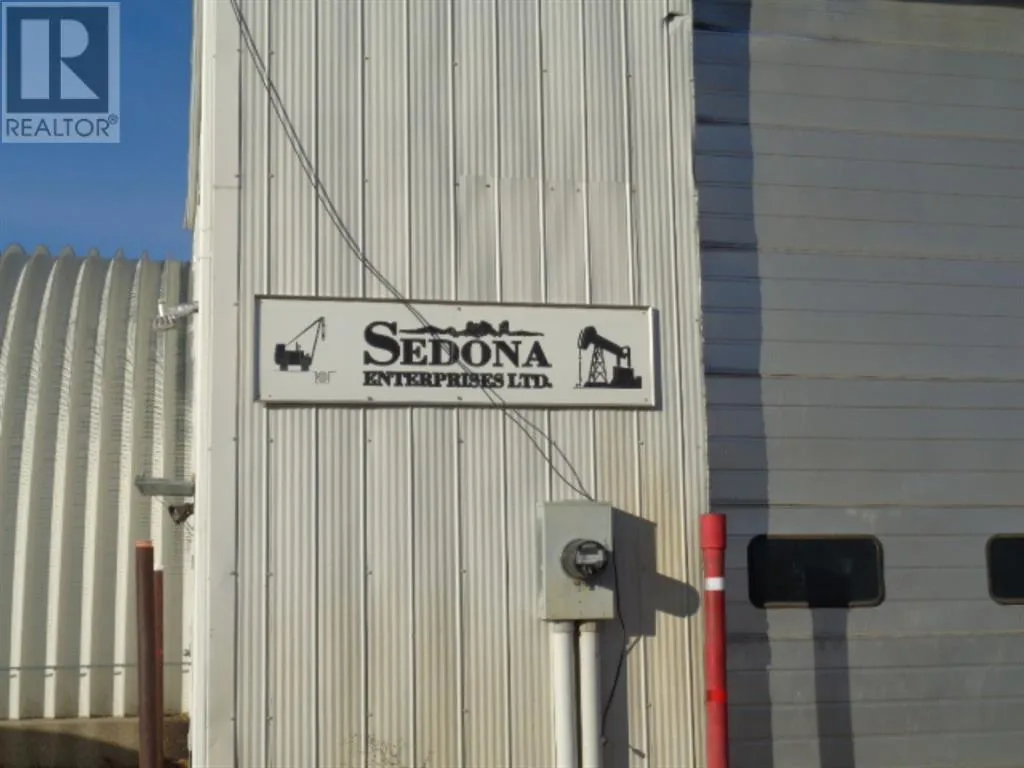 R
REALTOR®
SEDONA
ENTERPRISES LTD.